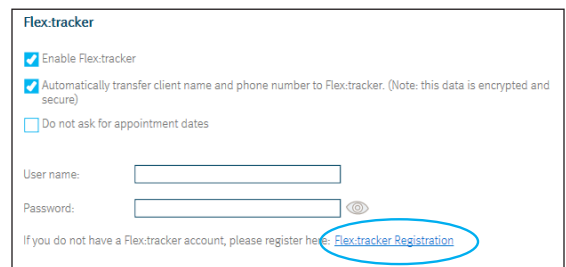 Flex:tracker
Enable Flex:tracker
Automatically transfer client name and phone number to Flex:tracker. (Note: this data is encrypted and
secure)
Do not ask for appointment dates
User name:
Password:
If you do not have a Flex:tracker account, please register here: Flex:tracker Registration